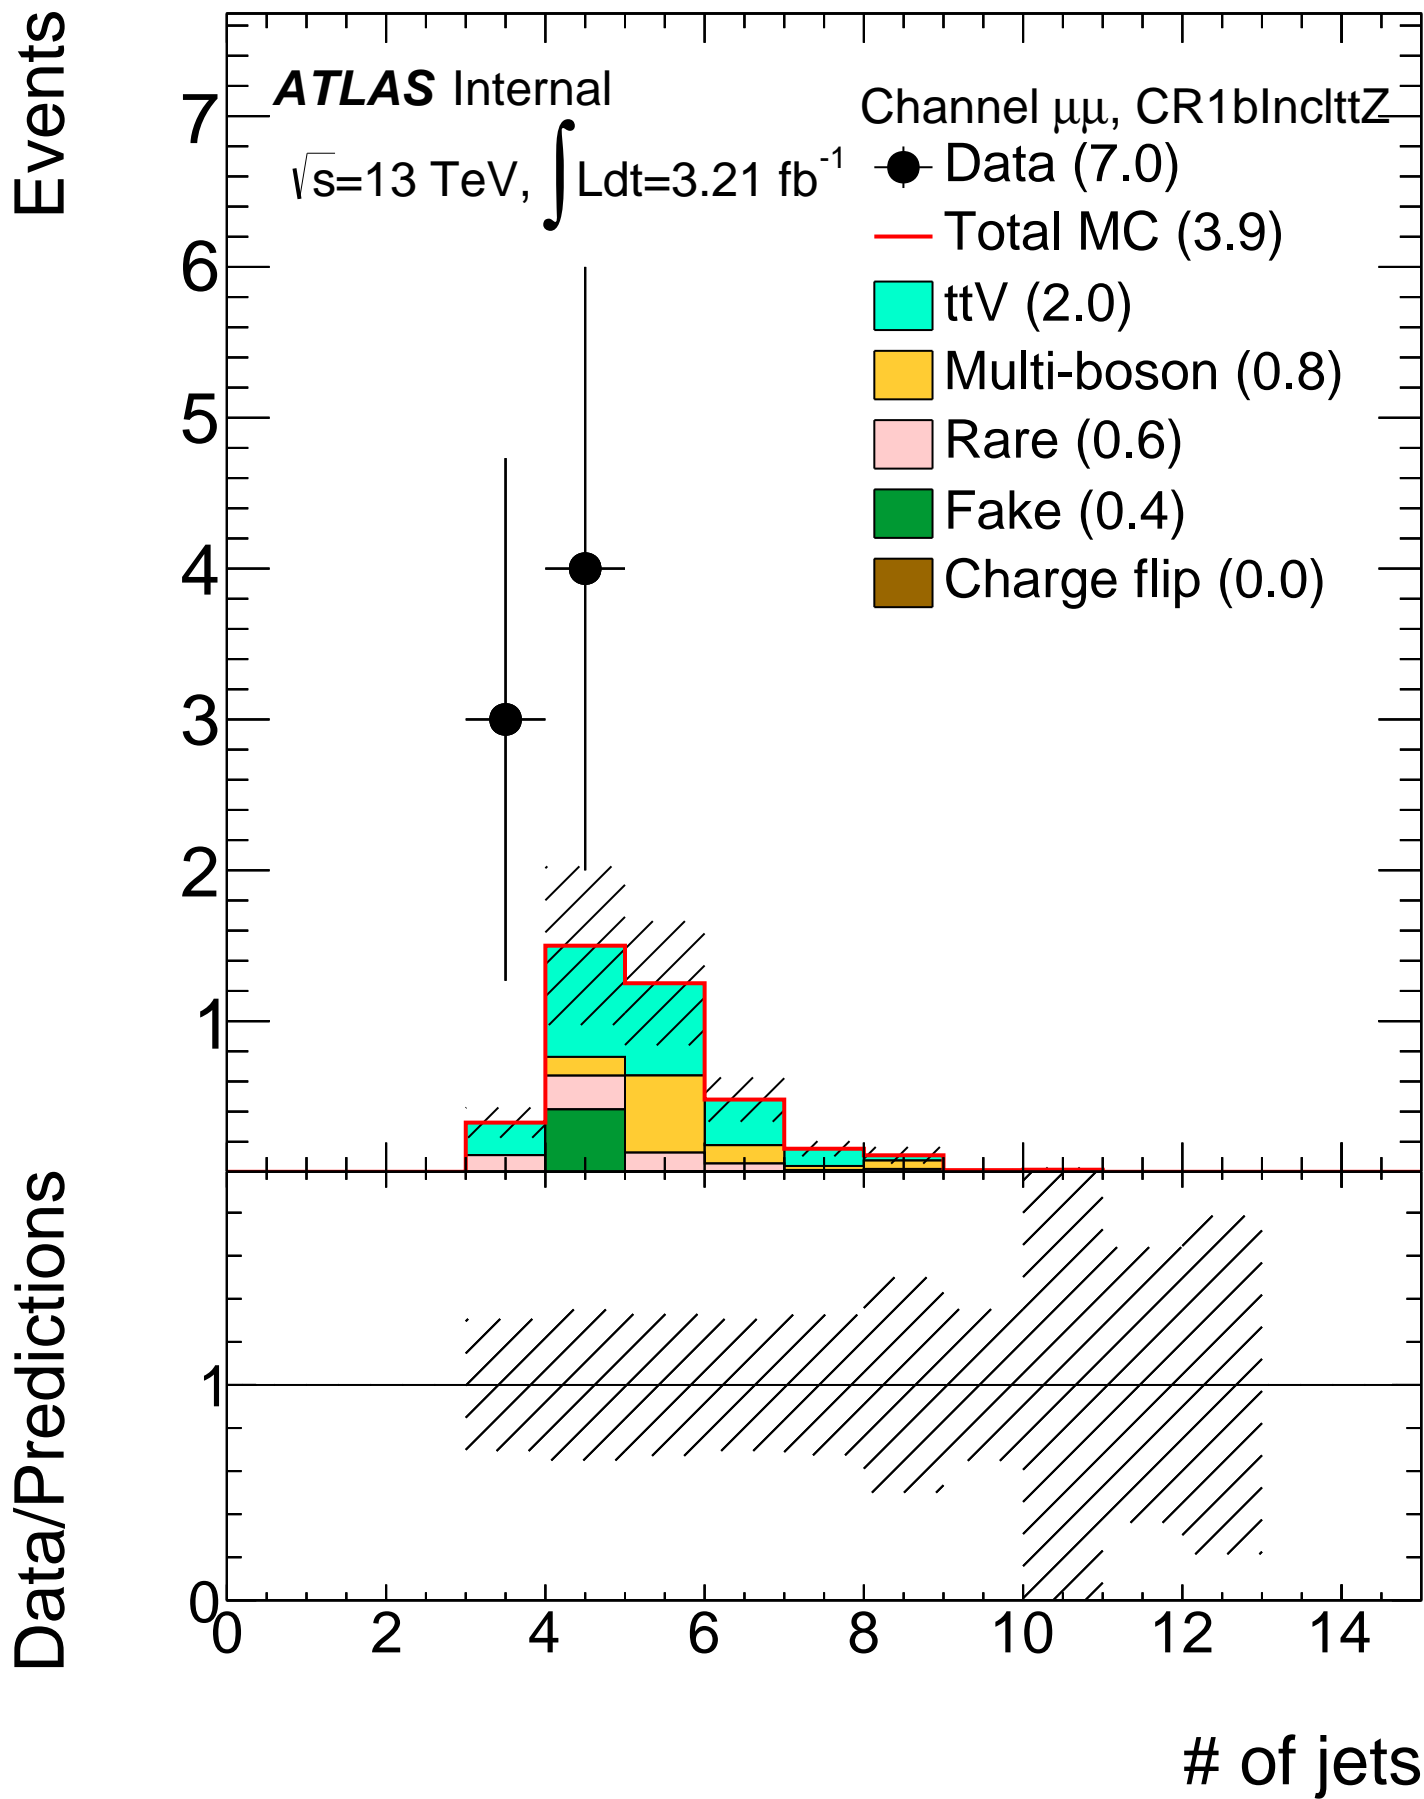 Events
ATLAS Internal
√s=13 TeV, ∫Ldt=3.21 fb⁻¹
Channel μμ, CR1bIncIttZ
Data (7.0)
Total MC (3.9)
ttV (2.0)
Multi-boson (0.8)
Rare (0.6)
Fake (0.4)
Charge flip (0.0)
7
6
5
4
3
2
1
Data/Predictions
1
0
0 2 4 6 8 10 12 14
# of jets